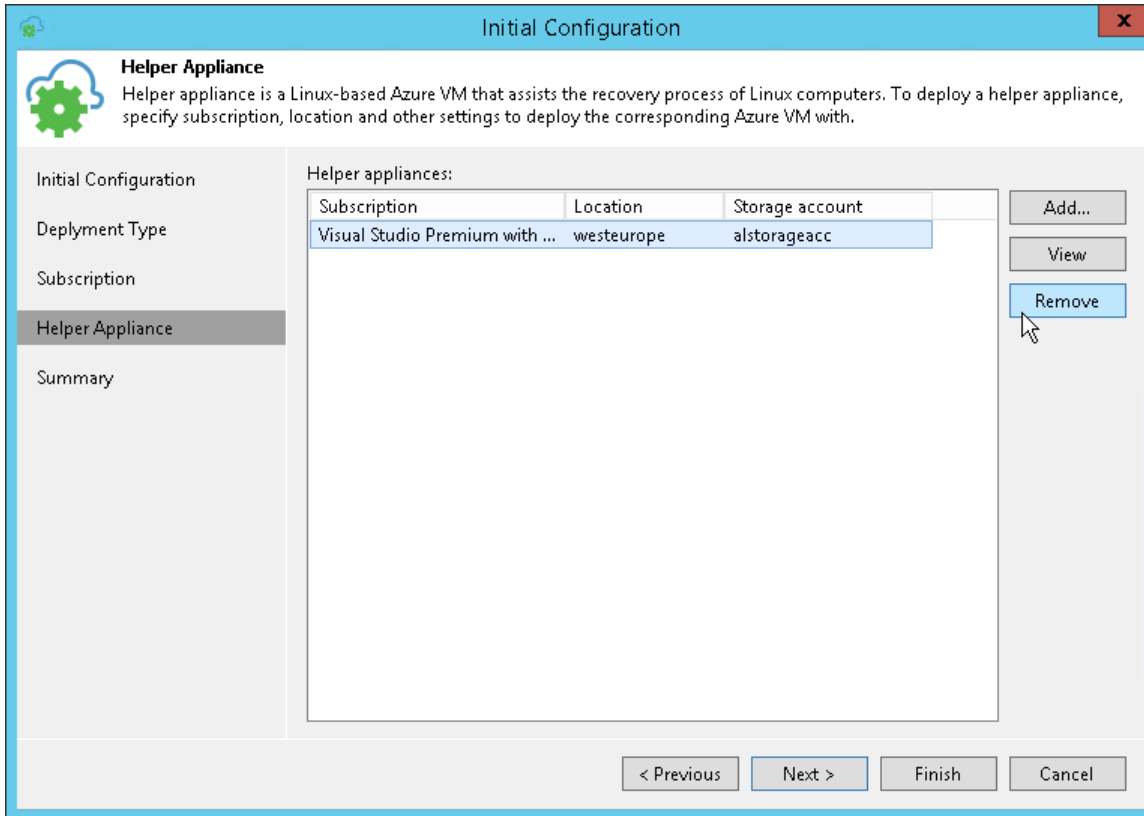 Initial Configuration
x
Helper Appliance
Helper appliance is a Linux-based Azure VM that assists the recovery process of Linux computers. To deploy a helper appliance,
specify subscription, location and other settings to deploy the corresponding Azure VM with.
Initial Configuration
Deplyment Type
Subscription
Helper Appliance
Summary
Helper appliances:
Subscription Location Storage account
Visual Studio Premium with ... westeurope alstorageacc
Add...
View
Remove
< Previous Next > Finish Cancel